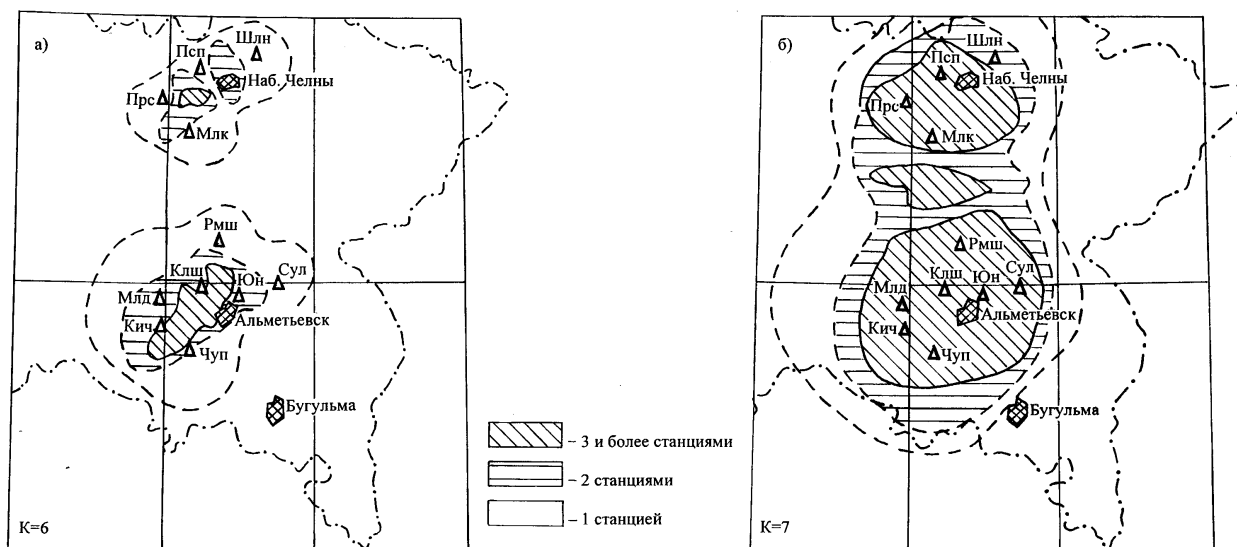 а)
Шлн
Псп
Наб. Челны
Прс
Млк
Рмш
Клш
Юн
Сул
Млд
Кич
Альметьевск
Чуп
Бугульма
К=6
– 3 и более станциями
– 2 станциями
– 1 станцией
б)
Шлн
Псп
Наб. Челны
Прс
Млк
Рмш
Клш
Юн
Сул
Млд
Альметьевск
Кич
Чуп
Бугульма
К=7